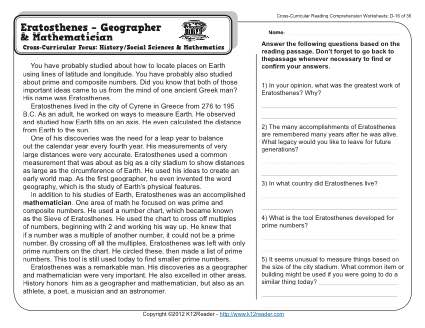 Cross-Curricular Reading Comprehension Worksheets: D-16 of 36
Eratosthenes – Geographer
& Mathematician
Cross-Curricular Focus: History/Social Sciences & Mathematics
You have probably studied about how to locate places on Earth
using lines of latitude and longitude. You have probably also studied
about prime and composite numbers. Did you know that both of those
important ideas came to us from the mind of one ancient Greek man?
His name was Eratosthenes.
Eratosthenes lived in the city of Cyrene in Greece from 276 to 195
B.C. As an adult, he worked on ways to measure Earth. He observed
and studied how Earth tilts on an axis. He even calculated the distance
from Earth to the sun.
One of his discoveries was the need for a leap year to balance
out the calendar year every fourth year. His measurements of very
large distances were very accurate. Eratosthenes used a common
measurement that was about as big as a city stadium to show distances
as large as the circumference of Earth. He used his ideas to create an
early world map. As the first geographer, he even invented the word
geography, which is the study of Earth's physical features.
In addition to his studies of Earth, Eratosthenes was an accomplished
mathematician. One area of math he focused on was prime and
composite numbers. He used a number chart, which became known
as the Sieve of Eratosthenes. He used the chart to cross off multiples
of numbers, beginning with 2 and working his way up. He knew that
if a number was a multiple of another number, it could not be a prime
number. By crossing off all the multiples, Eratosthenes was left with only
prime numbers on the chart. He circled these, then made a list of prime
numbers. This tool is still used today to find smaller prime numbers.
Eratosthenes was a remarkable man. His discoveries as a geographer
and mathematician were very important. He also excelled in other areas.
History honors him as a geographer and mathematician, but also as an
athlete, a poet, a musician and an astronomer.
Name:
Answer the following questions based on the
reading passage. Don't forget to go back to
thepassage whenever necessary to find or
confirm your answers.
1) In your opinion, what was the greatest work of
Eratosthenes? Why?
2) The many accomplishments of Eratosthenes
are remembered many years after he was alive.
What legacy would you like to leave for future
generations?
3) In what country did Eratosthenes live?
4) What is the tool Eratosthenes developed for
prime numbers?
5) It seems unusual to measure things based on
the size of the city stadium. What common item or
building might be used if you were going to do a
similar thing today?
Copyright ©2012 K12Reader - http://www.k12reader.com